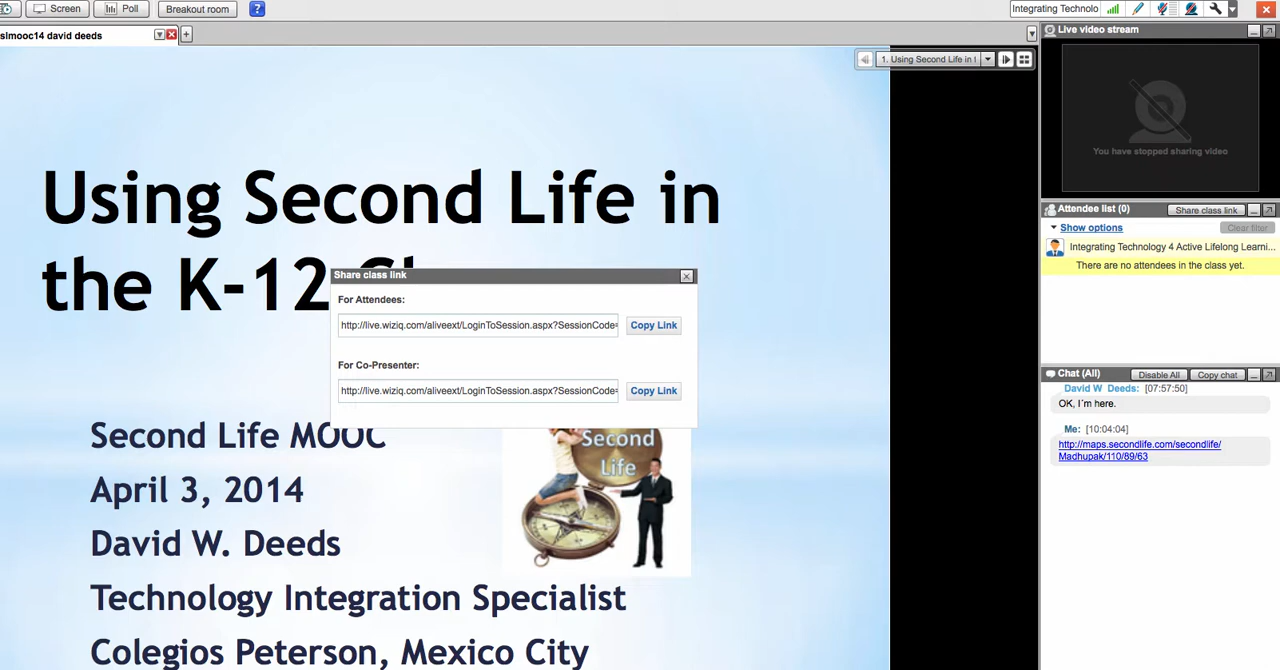 Screen
Poll
Breakout room
?
Integrating Technolo
slmooc14 david deeds
1. Using Second Life in t
Using Second Life in
the K-12
Share class link
For Attendees:
http://live.wiziq.com/aliveext/LoginToSession.aspx?SessionCode=
Copy Link
For Co-Presenter:
http://live.wiziq.com/aliveext/LoginToSession.aspx?SessionCode=
Copy Link
Second Life MOOC
April 3, 2014
David W. Deeds
Technology Integration Specialist
Colegios Peterson, Mexico City
Second
Life
Live video stream
You have stopped sharing video
Attendee list (0)
Share class link
Show options
Clear filter
Integrating Technology 4 Active Lifelong Learni...
There are no attendees in the class yet.
Chat (All)
Disable All
Copy chat
David W Deeds: [07:57:50]
OK, I´m here.
Me: [10:04:04]
http://maps.secondlife.com/secondlife/
Madhupak/110/89/63